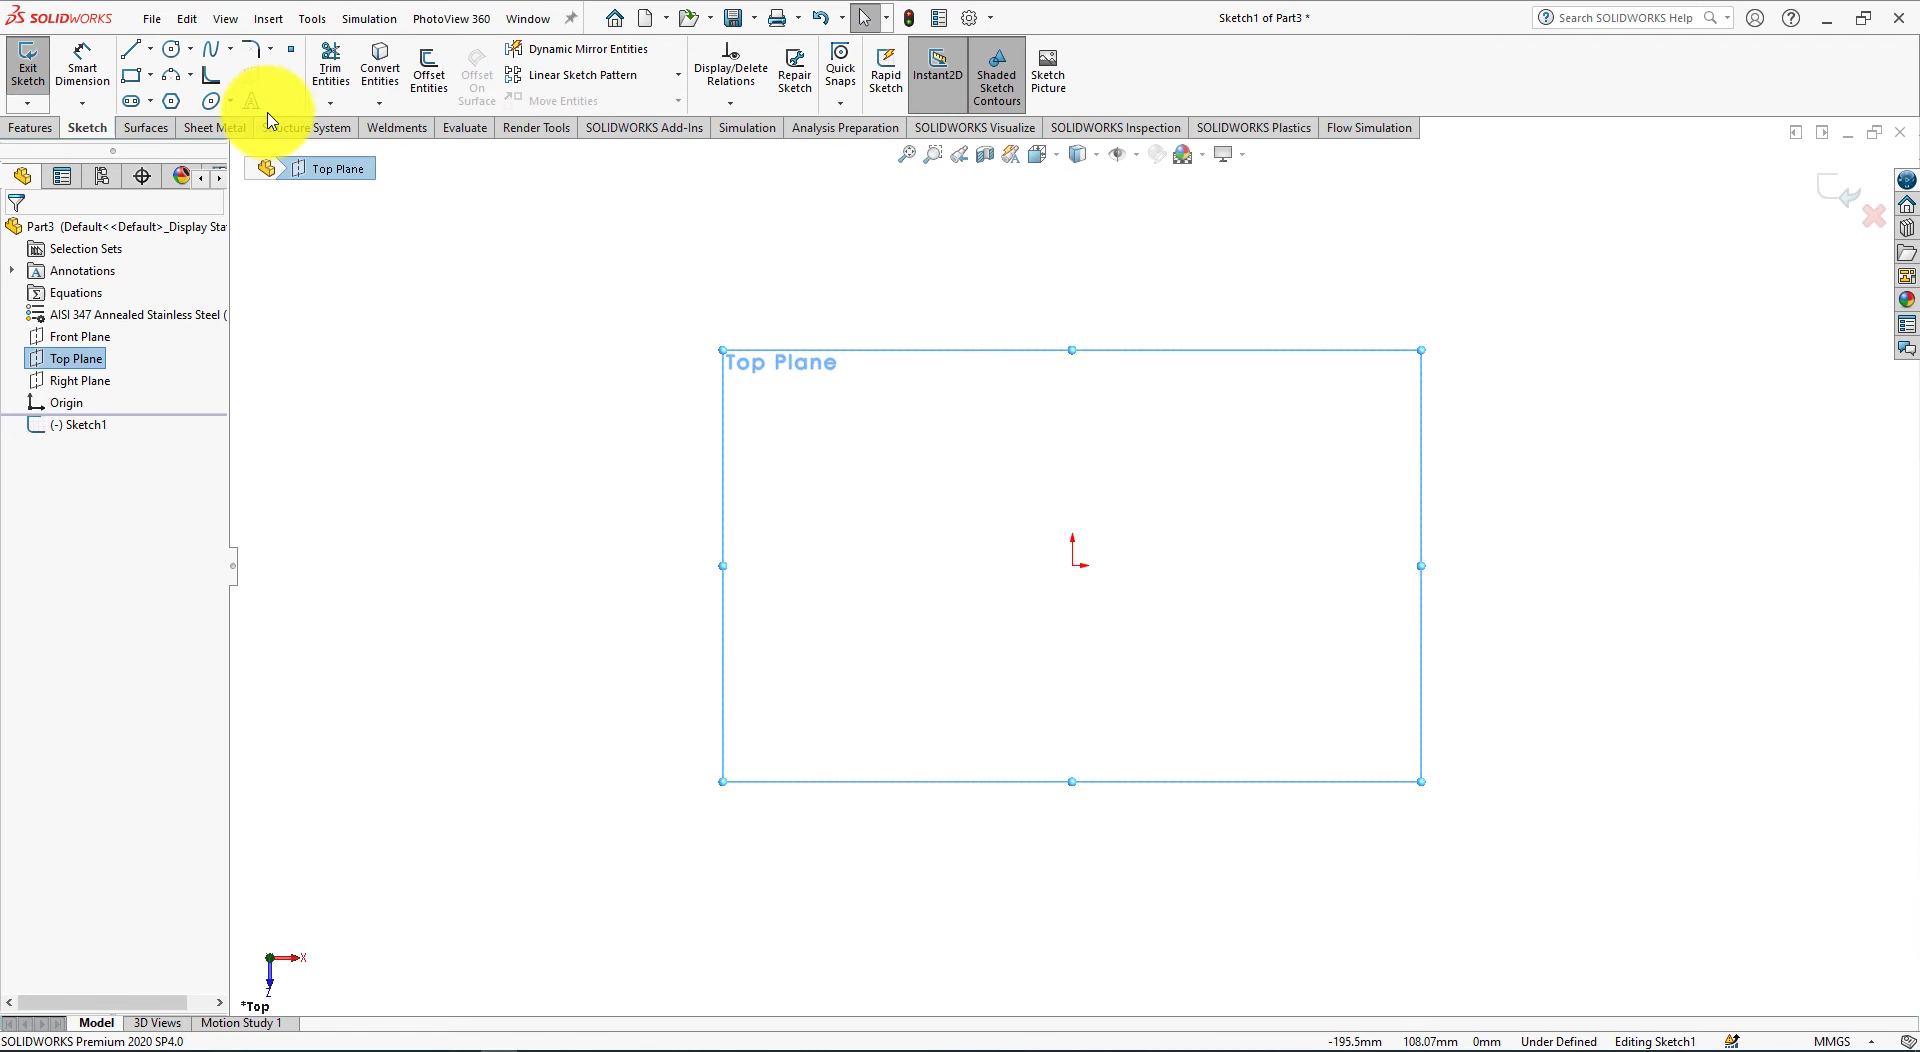 SOLIDWORKS File Edit View Insert Tools Simulation PhotoView 360 Window Sketch1 of Part3 * Search SOLIDWORKS Help
Exit Sketch
Smart Dimension
Trim Entities
Convert Entities
Offset Entities
Offset On Surface
Dynamic Mirror Entities
Linear Sketch Pattern
Move Entities
Display/Delete Relations
Repair Sketch
Quick Snaps
Rapid Sketch
Instant2D
Shaded Sketch Contours
Sketch Picture
Features Sketch Surfaces Sheet Metal Structure System Weldments Evaluate Render Tools SOLIDWORKS Add-Ins Simulation Analysis Preparation SOLIDWORKS Visualize SOLIDWORKS Inspection SOLIDWORKS Plastics Flow Simulation
Top Plane
Part3 (Default<<Default>_Display Sta
Selection Sets
Annotations
Equations
AISI 347 Annealed Stainless Steel (
Front Plane
Top Plane
Right Plane
Origin
(-) Sketch1
Top Plane
X
Z
*Top
Model 3D Views Motion Study 1
SOLIDWORKS Premium 2020 SP4.0 -195.5mm 108.07mm 0mm Under Defined Editing Sketch1 MMGS